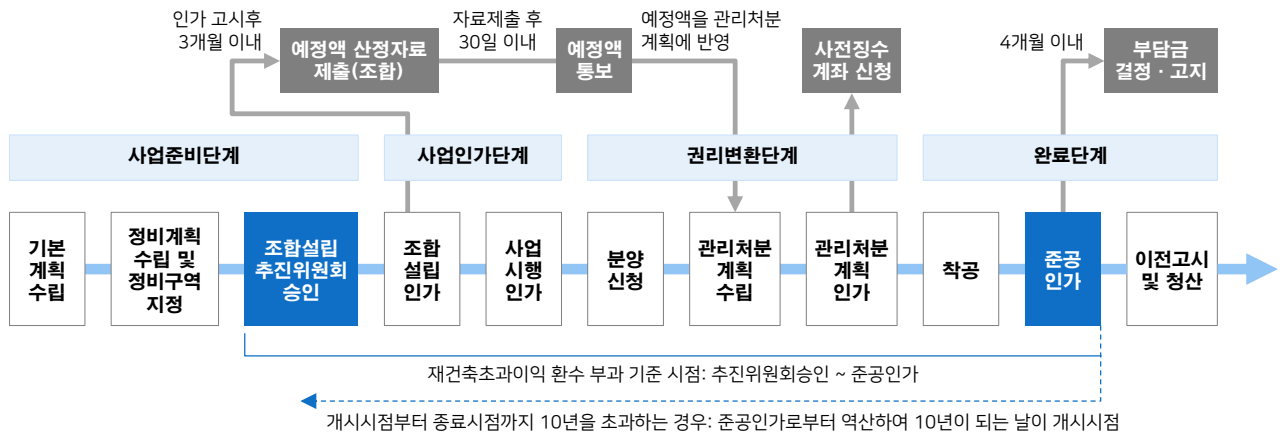 인가 고시후
3개월 이내
예정액 산정자료
제출(조합)
자료제출 후
30일 이내
예정액
통보
예정액을 관리처분
계획에 반영
사전징수
계좌 신청
4개월 이내
부담금
결정 · 고지
사업준비단계
사업인가단계
권리변환단계
완료단계
기본
계획
수립
정비계획
수립 및
정비구역
지정
조합설립
추진위원회
승인
조합
설립
인가
사업
시행
인가
분양
신청
관리처분
계획
수립
관리처분
계획
인가
착공
준공
인가
이전고시
및 청산
재건축초과이익 환수 부과 기준 시점: 추진위원회승인 ~ 준공인가
개시시점부터 종료시점까지 10년을 초과하는 경우: 준공인가로부터 역산하여 10년이 되는 날이 개시시점